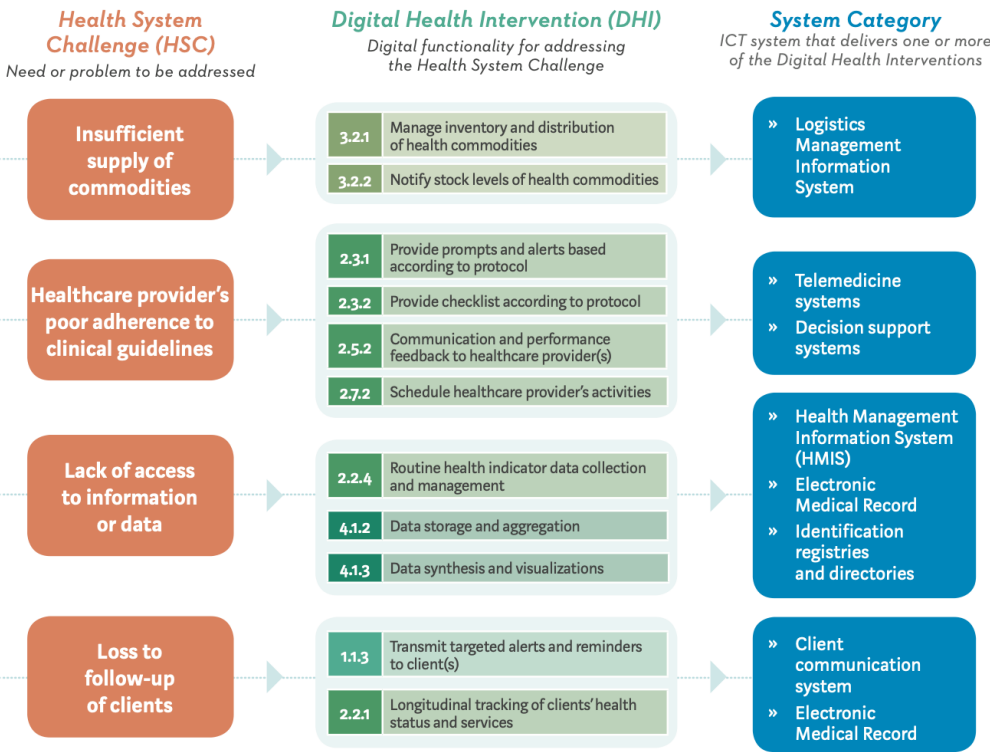 Health System
Challenge (HSC)
Need or problem to be addressed
Digital Health Intervention (DHI)
Digital functionality for addressing
the Health System Challenge
System Category
ICT system that delivers one or more
of the Digital Health Interventions
Insufficient
supply of
commodities
3.2.1
Manage inventory and distribution
of health commodities
3.2.2
Notify stock levels of health commodities
» Logistics
Management
Information
System
Healthcare provider's
poor adherence to
clinical guidelines
2.3.1
Provide prompts and alerts based
according to protocol
2.3.2
Provide checklist according to protocol
2.5.2
Communication and performance
feedback to healthcare provider(s)
2.7.2
Schedule healthcare provider's activities
» Telemedicine
systems
» Decision support
systems
Lack of access
to information
or data
2.2.4
Routine health indicator data collection
and management
4.1.2
Data storage and aggregation
4.1.3
Data synthesis and visualizations
» Health Management
Information System
(HMIS)
» Electronic
Medical Record
» Identification
registries
and directories
Loss to
follow-up
of clients
1.1.3
Transmit targeted alerts and reminders
to client(s)
2.2.1
Longitudinal tracking of clients' health
status and services
» Client
communication
system
» Electronic
Medical Record